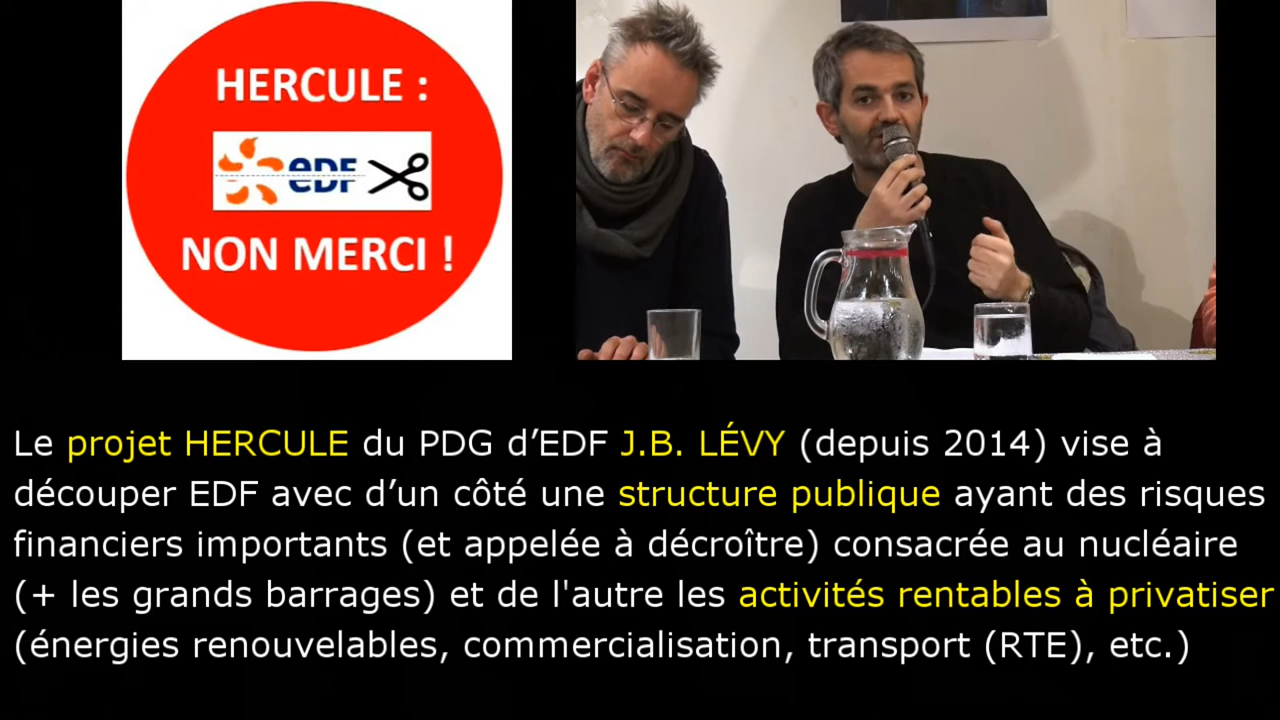 HERCULE :
eDF
NON MERCI !
Le projet HERCULE du PDG d’EDF J.B. LÉVY (depuis 2014) vise à
découper EDF avec d’un côté une structure publique ayant des risques
financiers importants (et appelée à décroître) consacrée au nucléaire
(+ les grands barrages) et de l'autre les activités rentables à privatiser
(énergies renouvelables, commercialisation, transport (RTE), etc.)